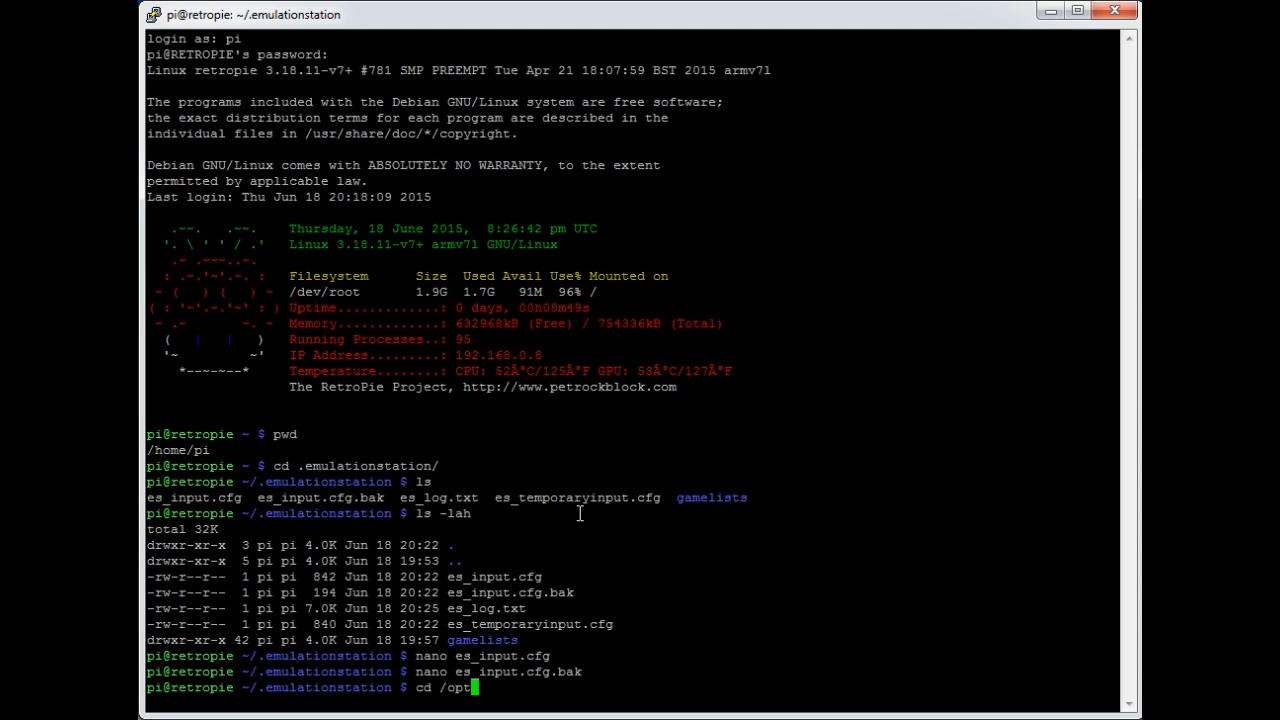 pi@retropie: ~/.emulationstation
login as: pi
pi@RETROPIE's password:
Linux retropie 3.18.11-v7+ #781 SMP PREEMPT Tue Apr 21 18:07:59 BST 2015 armv7l
The programs included with the Debian GNU/Linux system are free software;
the exact distribution terms for each program are described in the
individual files in /usr/share/doc/*/copyright.
Debian GNU/Linux comes with ABSOLUTELY NO WARRANTY, to the extent
permitted by applicable law.
Last login: Thu Jun 18 20:18:09 2015
Thursday, 18 June 2015, 8:26:42 pm UTC
Linux 3.18.11-v7+ armv7l GNU/Linux
Filesystem Size Used Avail Use% Mounted on
/dev/root 1.9G 1.7G 91M 96% /
Uptime.............: 0 days, 00h08m49s
Memory.............: 632968kB (Free) / 754336kB (Total)
Running Processes..: 95
IP Address.........: 192.168.0.8
Temperature........: CPU: 52Â°C/125Â°F GPU: 53Â°C/127Â°F
The RetroPie Project, http://www.petrockblock.com
pi@retropie ~ $ pwd
/home/pi
pi@retropie ~ $ cd .emulationstation/
pi@retropie ~/.emulationstation $ ls
es_input.cfg es_input.cfg.bak es_log.txt es_temporaryinput.cfg gamelists
pi@retropie ~/.emulationstation $ ls -lah
total 32K
drwxr-xr-x 3 pi pi 4.0K Jun 18 20:22 .
drwxr-xr-x 5 pi pi 4.0K Jun 18 19:53 ..
-rw-r--r-- 1 pi pi 842 Jun 18 20:22 es_input.cfg
-rw-r--r-- 1 pi pi 194 Jun 18 20:22 es_input.cfg.bak
-rw-r--r-- 1 pi pi 7.0K Jun 18 20:25 es_log.txt
-rw-r--r-- 1 pi pi 840 Jun 18 20:22 es_temporaryinput.cfg
drwxr-xr-x 42 pi pi 4.0K Jun 18 19:57 gamelists
pi@retropie ~/.emulationstation $ nano es_input.cfg
pi@retropie ~/.emulationstation $ nano es_input.cfg.bak
pi@retropie ~/.emulationstation $ cd /opt